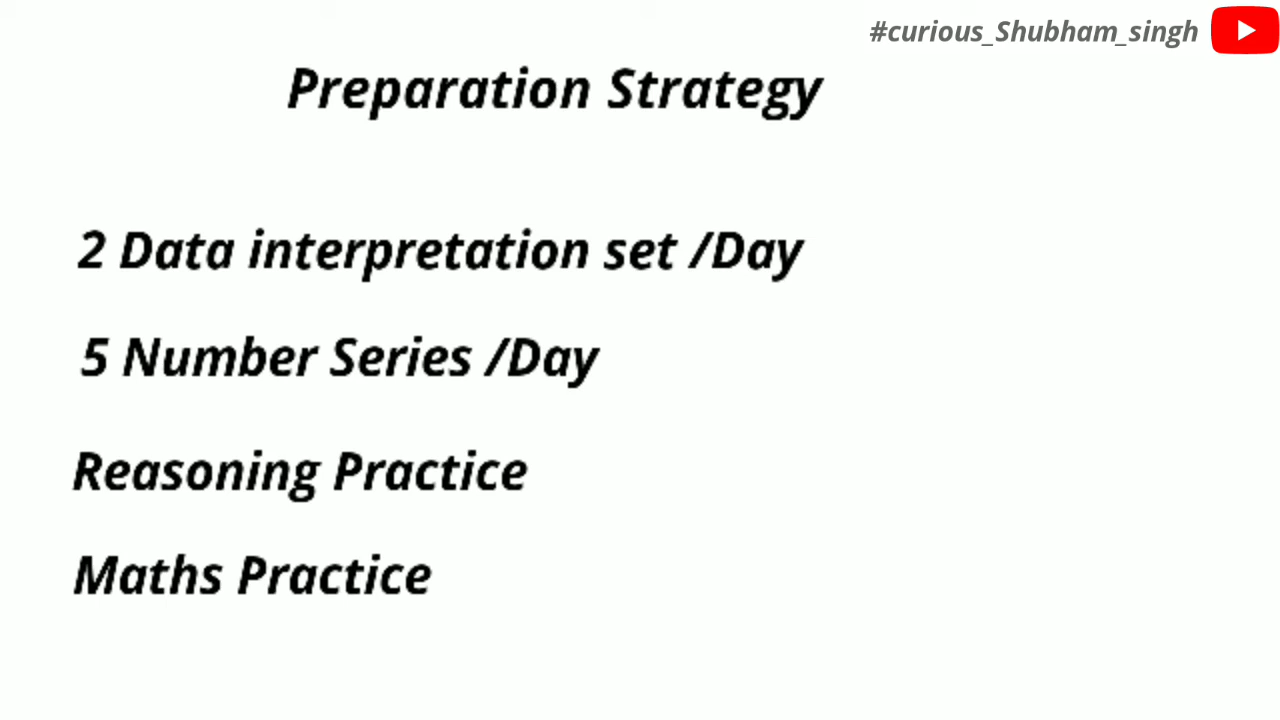 #curious_Shubham_singh
Preparation Strategy
2 Data interpretation set /Day
5 Number Series /Day
Reasoning Practice
Maths Practice